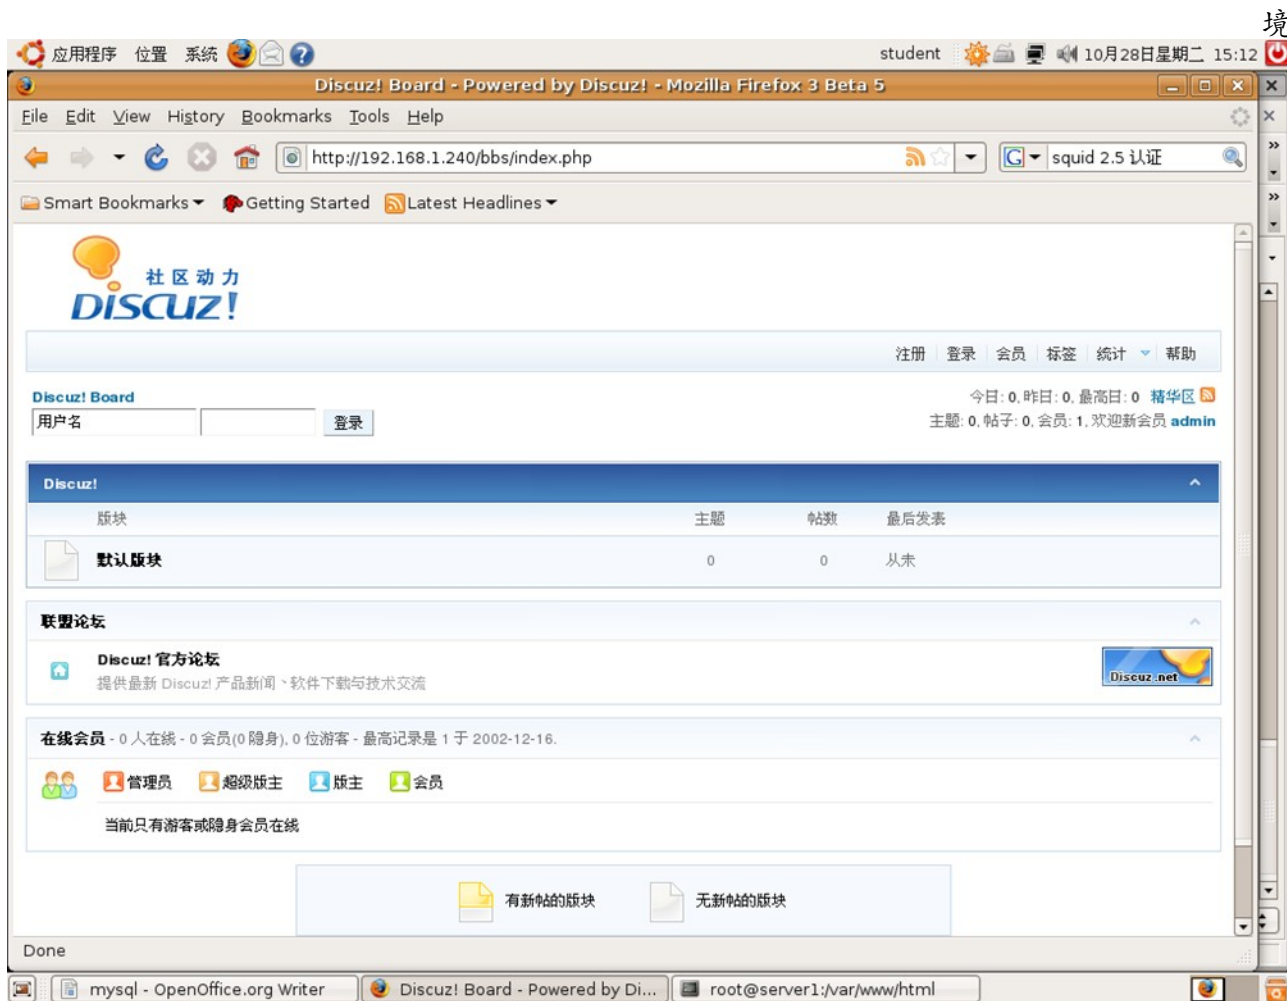 境
应用程序 位置 系统 student 10月28日星期二 15:12
Discuz! Board - Powered by Discuz! - Mozilla Firefox 3 Beta 5
File Edit View History Bookmarks Tools Help
http://192.168.1.240/bbs/index.php G squid 2.5 认证
Smart Bookmarks Getting Started Latest Headlines
社区动力
DISCUZ!
注册 登录 会员 标签 统计 帮助
Discuz! Board 今日: 0, 昨日: 0, 最高日: 0 精华区
用户名 登录 主题: 0, 帖子: 0, 会员: 1, 欢迎新会员 admin
Discuz!
版块 主题 帖数 最后发表
默认版块 0 0 从未
联盟论坛
Discuz! 官方论坛
提供最新 Discuz! 产品新闻、软件下载与技术交流
Discuz.net
在线会员 - 0 人在线 - 0 会员(0 隐身), 0 位游客 - 最高记录是 1 于 2002-12-16.
管理员 超级版主 版主 会员
当前只有游客或隐身会员在线
有新帖的版块 无新帖的版块
Done
mysql - OpenOffice.org Writer Discuz! Board - Powered by Di... root@server1:/var/www/html